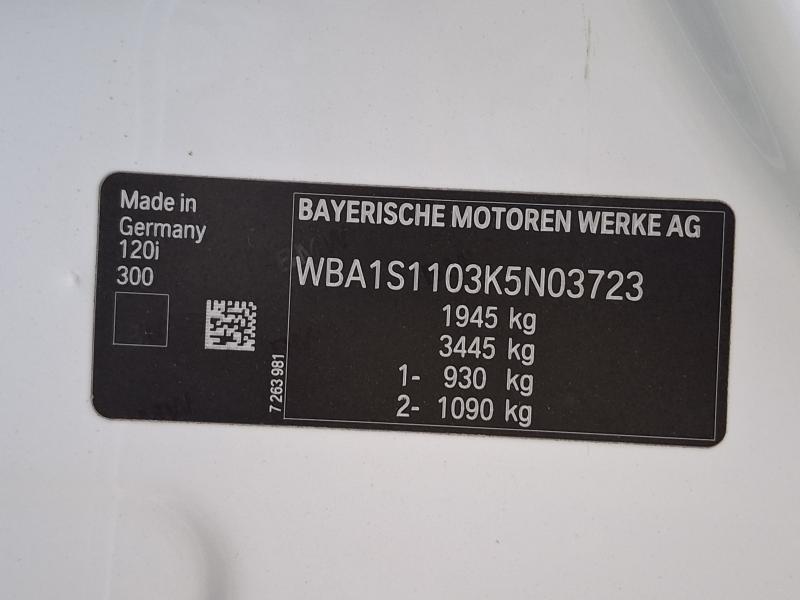 Made in
Germany
120i
300
7 263 981
BAYERISCHE MOTOREN WERKE AG
WBA1S1103K5N03723
1945 kg
3445 kg
1- 930 kg
2- 1090 kg